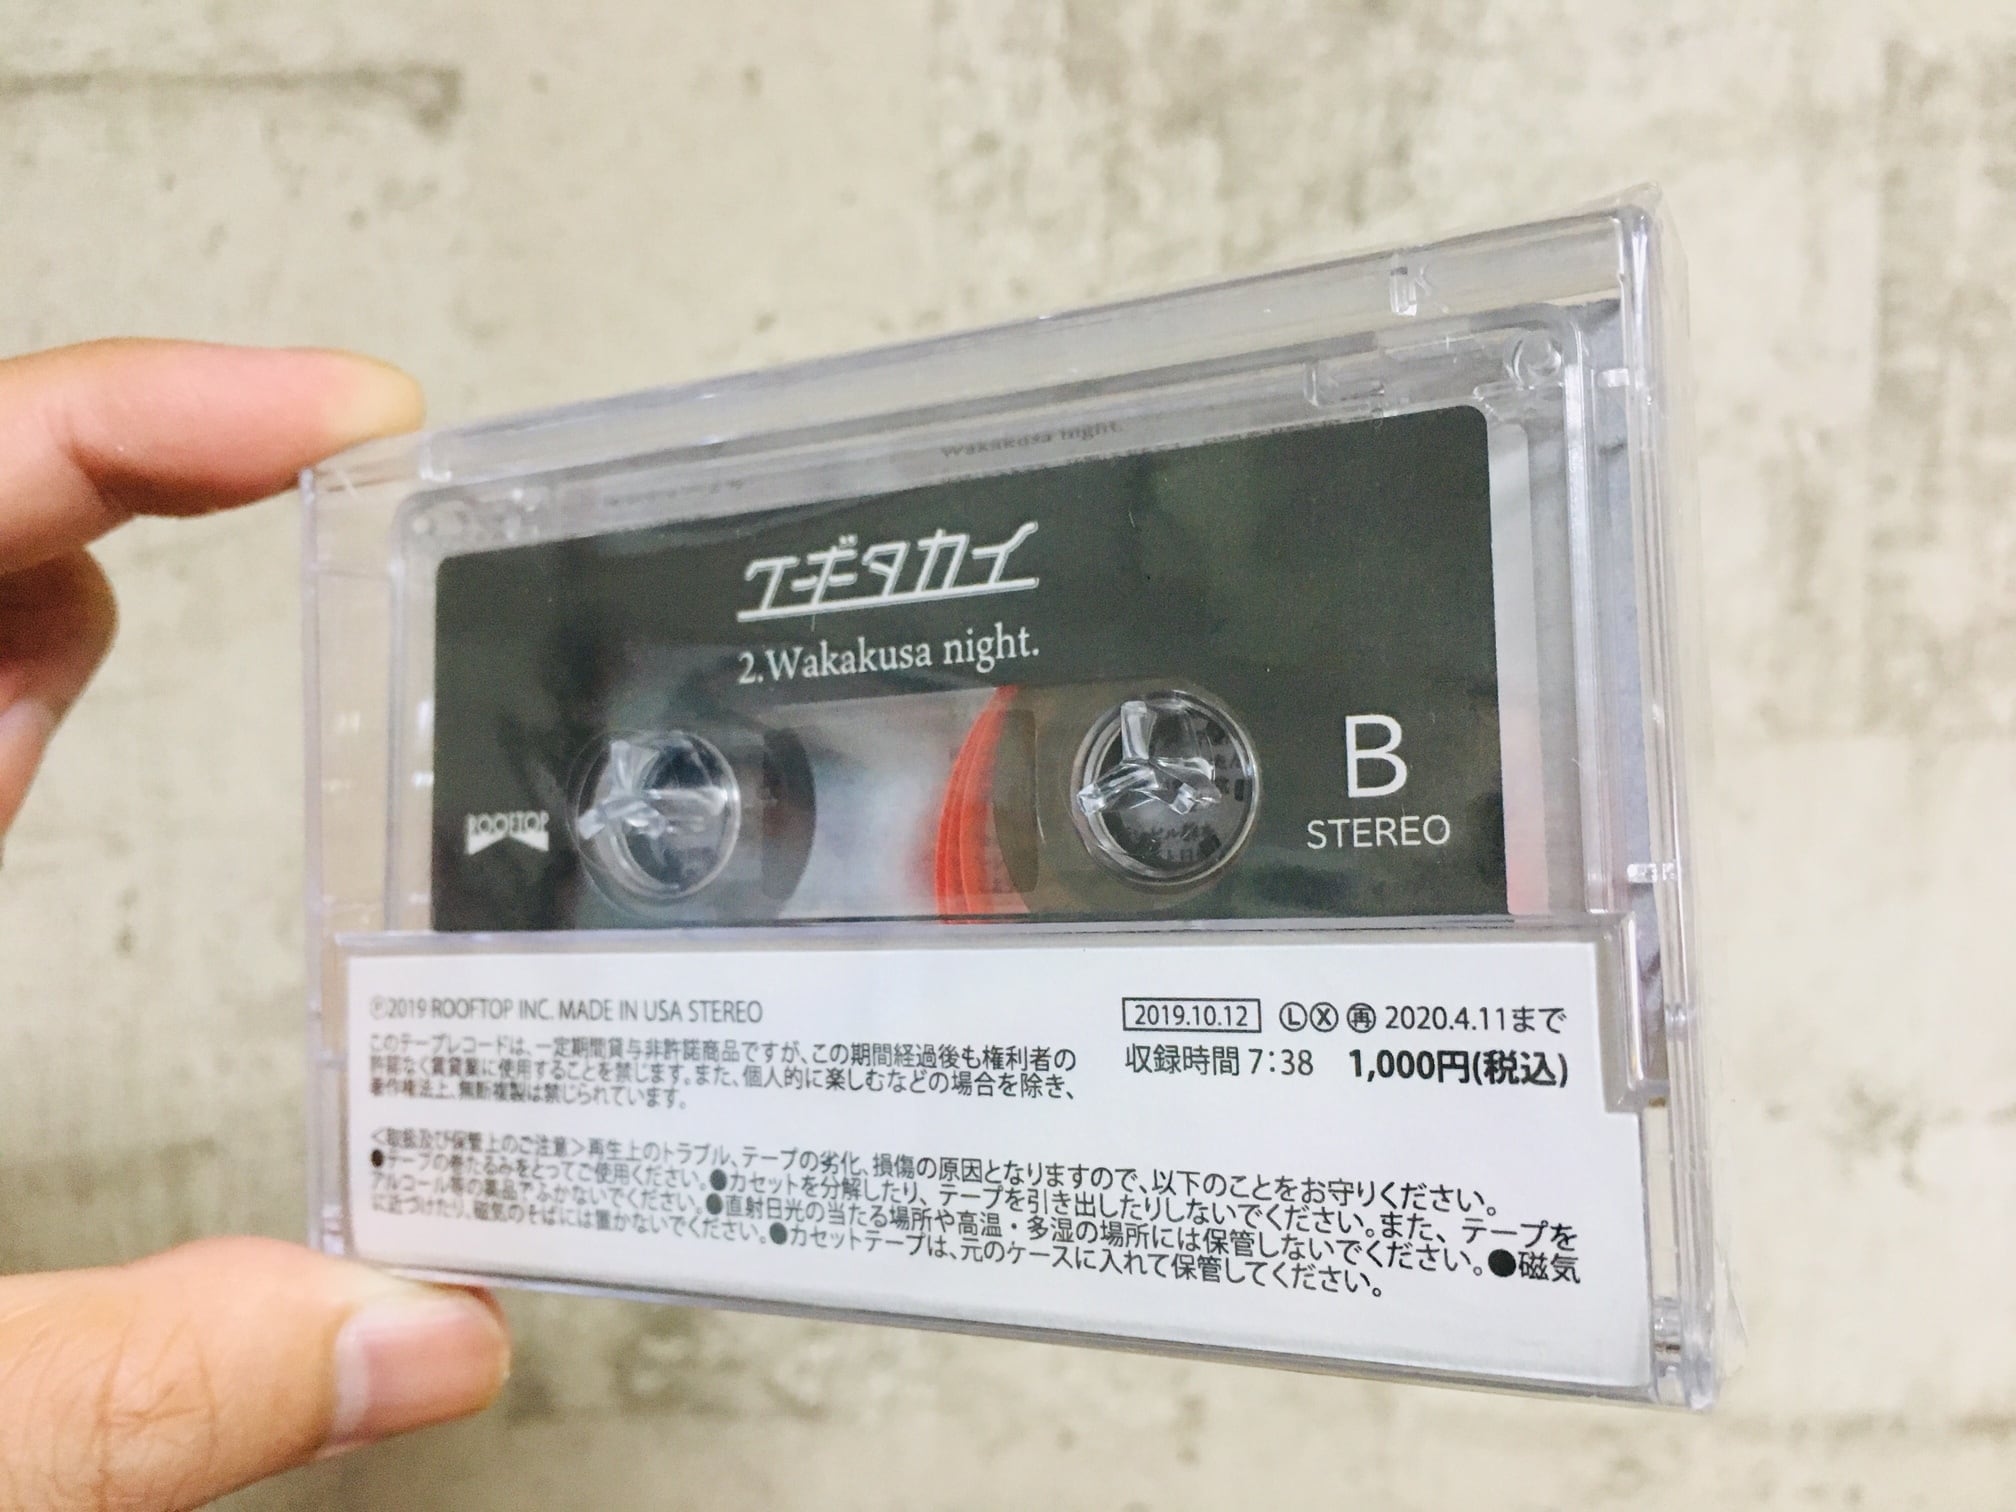 Wakakusa night.
ケギタカイ
2.Wakakusa night.
ROOFTOP
B
STEREO
Ⓟ2019 ROOFTOP INC. MADE IN USA STEREO
このテープレコードは、一定期間貸与非許諾商品ですが、この期間経過後も権利者の
許諾なく賃貸業に使用することを禁じます。また、個人的に楽しむなどの場合を除き、
著作権法上、無断複製は禁じられています。
2019.10.12 ⓁⓍ㊢ 2020.4.11まで
収録時間 7:38 1,000円(税込)
<取扱及び保管上のご注意>再生上のトラブル、テープの劣化、損傷の原因となりますので、以下のことをお守りください。
●テープの巻たるみをとってご使用ください。●カセットを分解したり、テープを引き出したりしないでください。また、テープを
アルコール等の薬品でふかないでください。●直射日光の当たる場所や高温・多湿の場所には保管しないでください。●磁気
に近づけたり、磁気のそばには置かないでください。●カセットテープは、元のケースに入れて保管してください。